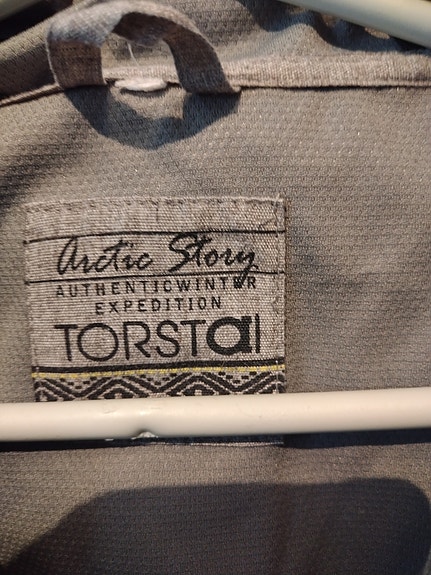 Arctic Story
AUTHENTICWINTER
EXPEDITION
TORSTAI